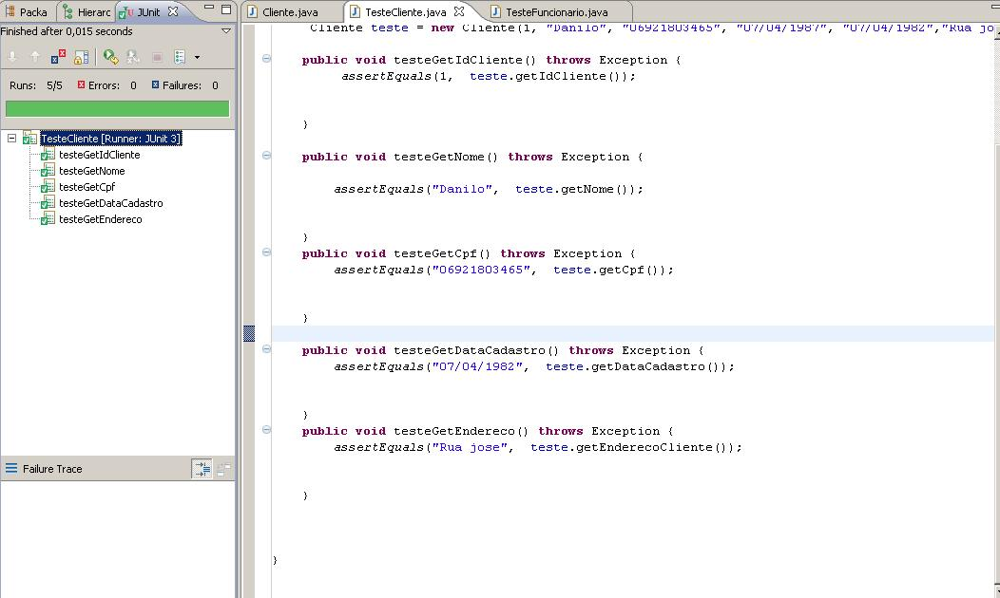 Packa Hierarc JUnit
Finished after 0,015 seconds
Runs: 5/5 Errors: 0 Failures: 0
TesteCliente [Runner: JUnit 3]
testeGetIdCliente
testeGetNome
testeGetCpf
testeGetDataCadastro
testeGetEndereco
Failure Trace
Cliente.java TesteCliente.java TesteFuncionario.java
Cliente teste = new Cliente(1, "Danilo", "06921803465", "07/04/1987", "07/04/1982","Rua jo
public void testeGetIdCliente() throws Exception {
assertEquals(1, teste.getIdCliente());
}
public void testeGetNome() throws Exception {
assertEquals("Danilo", teste.getNome());
}
public void testeGetCpf() throws Exception {
assertEquals("06921803465", teste.getCpf());
}
public void testeGetDataCadastro() throws Exception {
assertEquals("07/04/1982", teste.getDataCadastro());
}
public void testeGetEndereco() throws Exception {
assertEquals("Rua jose", teste.getEnderecoCliente());
}
}